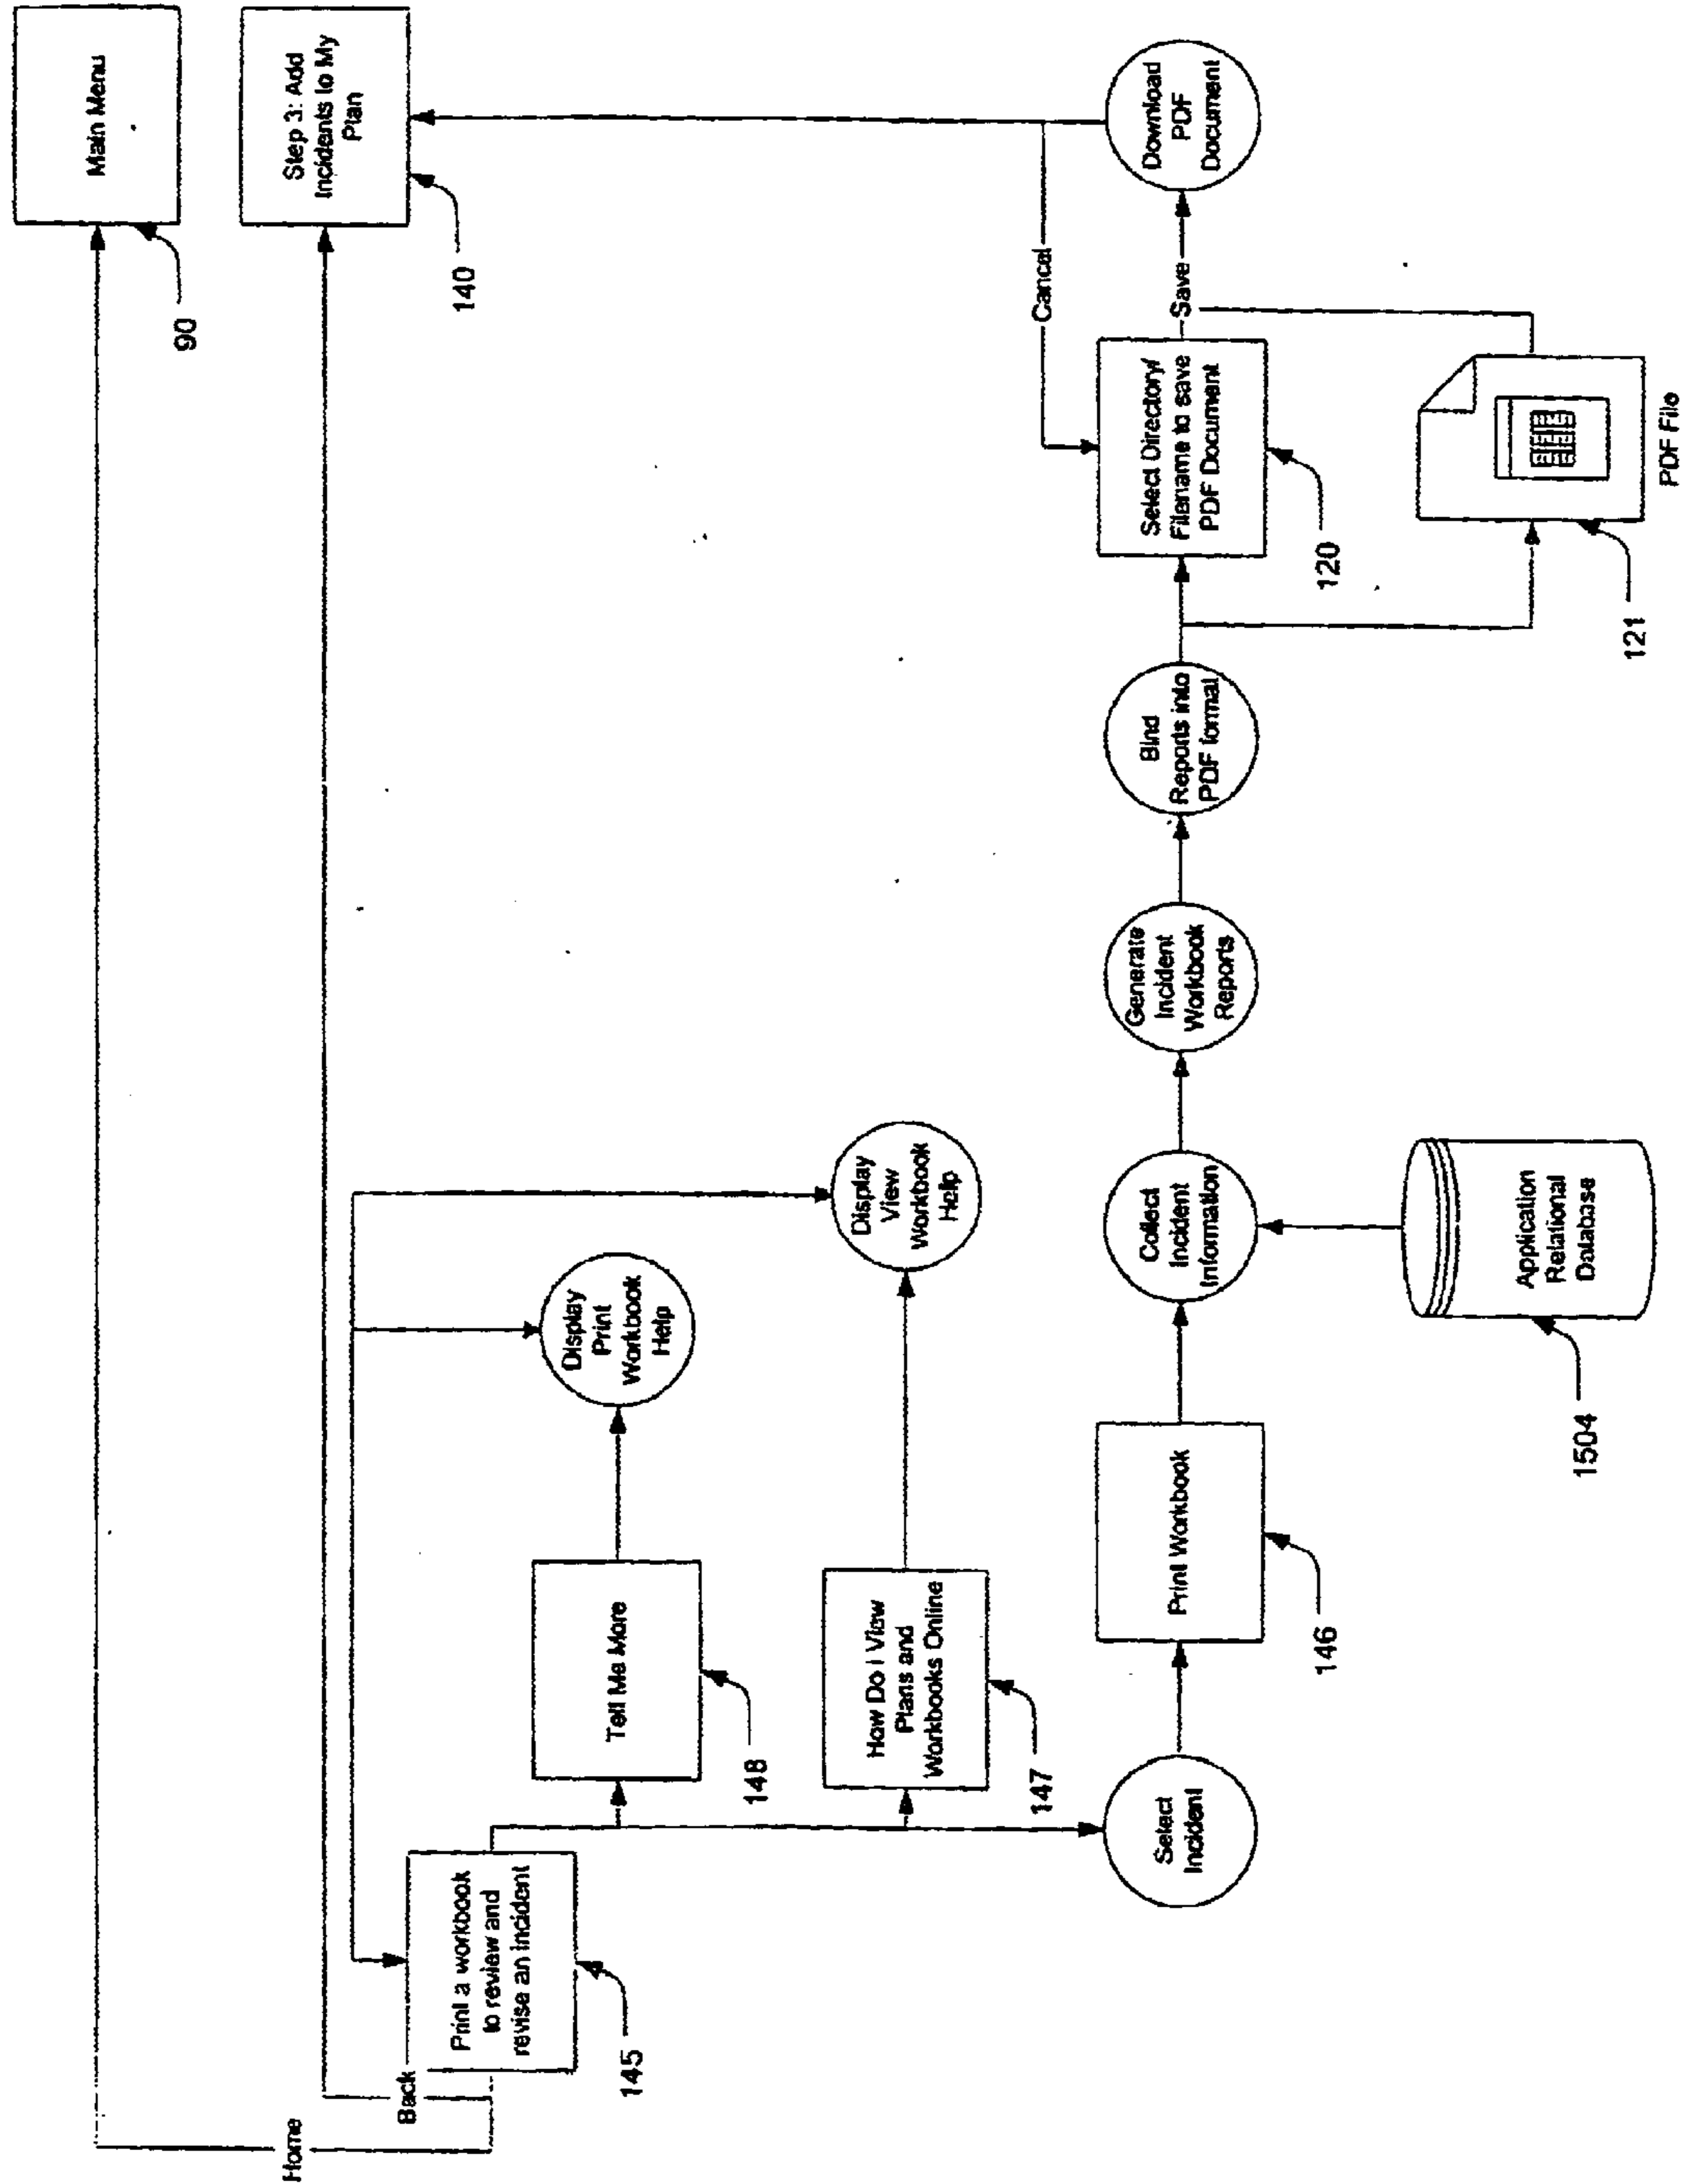 Home
Back
Main Menu
90
Step 3: Add
Incidents to My
Plan
140
Print a workbook
to review and
revise an incident
145
Tell Me More
148
Display
Print
Workbook
Help
How Do I View
Plans and
Workbooks Online
147
Display
View
Workbook
Help
Select
Incident
Print Workbook
146
Collect
Incident
Information
Application
Relational
Database
1504
Generate
Incident
Workbook
Reports
Bind
Reports into
PDF format
Select Directory/
Filename to save
PDF Document
120
Cancel
Save
Download
PDF
Document
121
PDF File